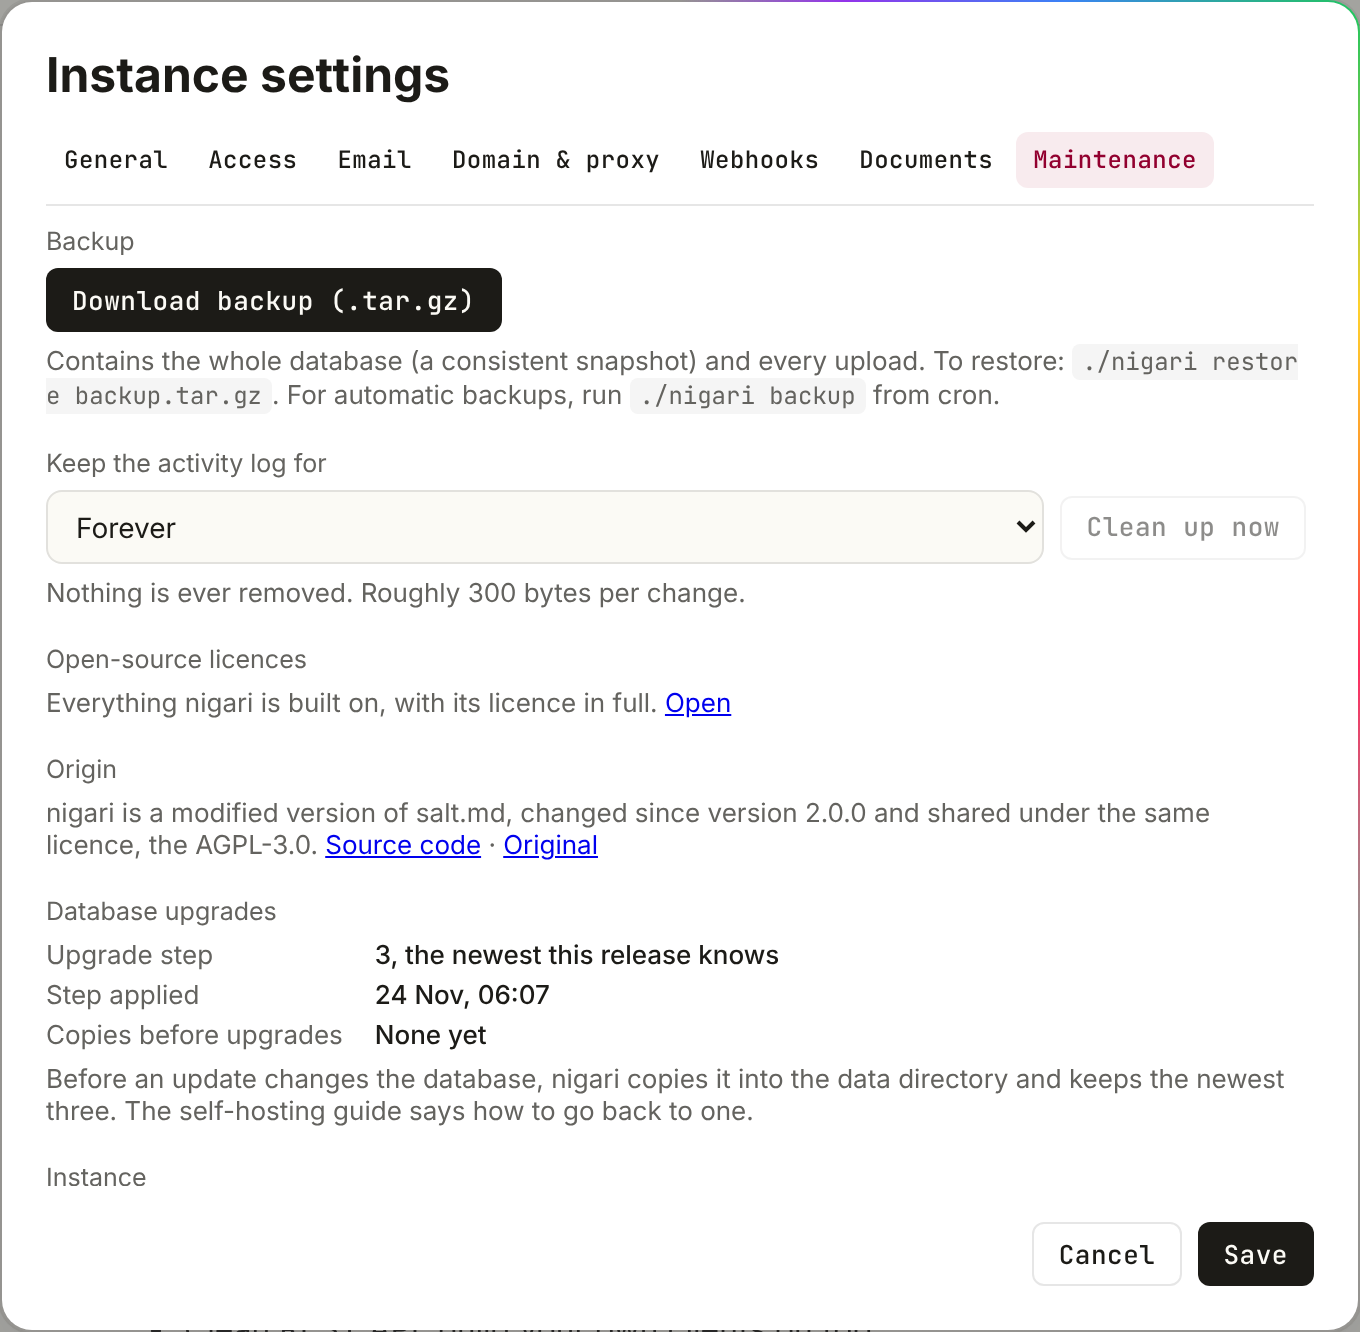 Instance settings
General Access Email Domain & proxy Webhooks Documents Maintenance
Backup
Download backup (.tar.gz)
Contains the whole database (a consistent snapshot) and every upload. To restore: ./nigari restor
e backup.tar.gz. For automatic backups, run ./nigari backup from cron.
Keep the activity log for
Forever Clean up now
Nothing is ever removed. Roughly 300 bytes per change.
Open-source licences
Everything nigari is built on, with its licence in full. Open
Origin
nigari is a modified version of salt.md, changed since version 2.0.0 and shared under the same
licence, the AGPL-3.0. Source code · Original
Database upgrades
Upgrade step 3, the newest this release knows
Step applied 24 Nov, 06:07
Copies before upgrades None yet
Before an update changes the database, nigari copies it into the data directory and keeps the newest
three. The self-hosting guide says how to go back to one.
Instance
Cancel Save